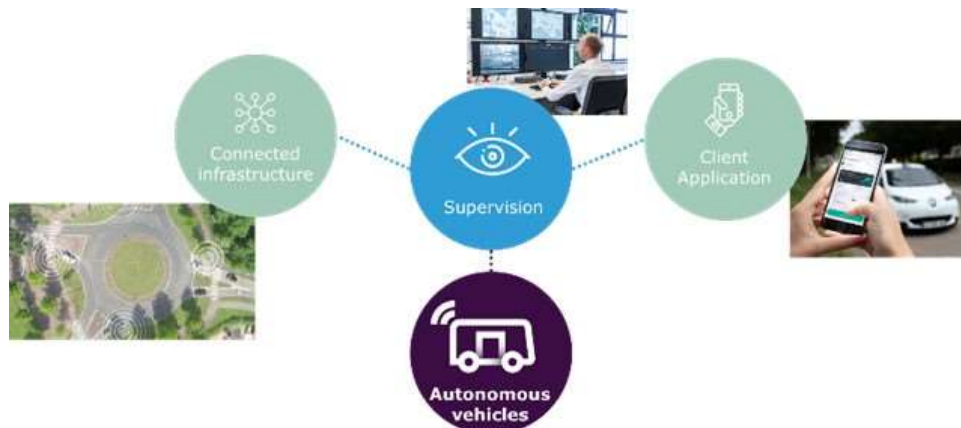 Connected
infrastructure
Supervision
Client
Application
Autonomous
vehicles